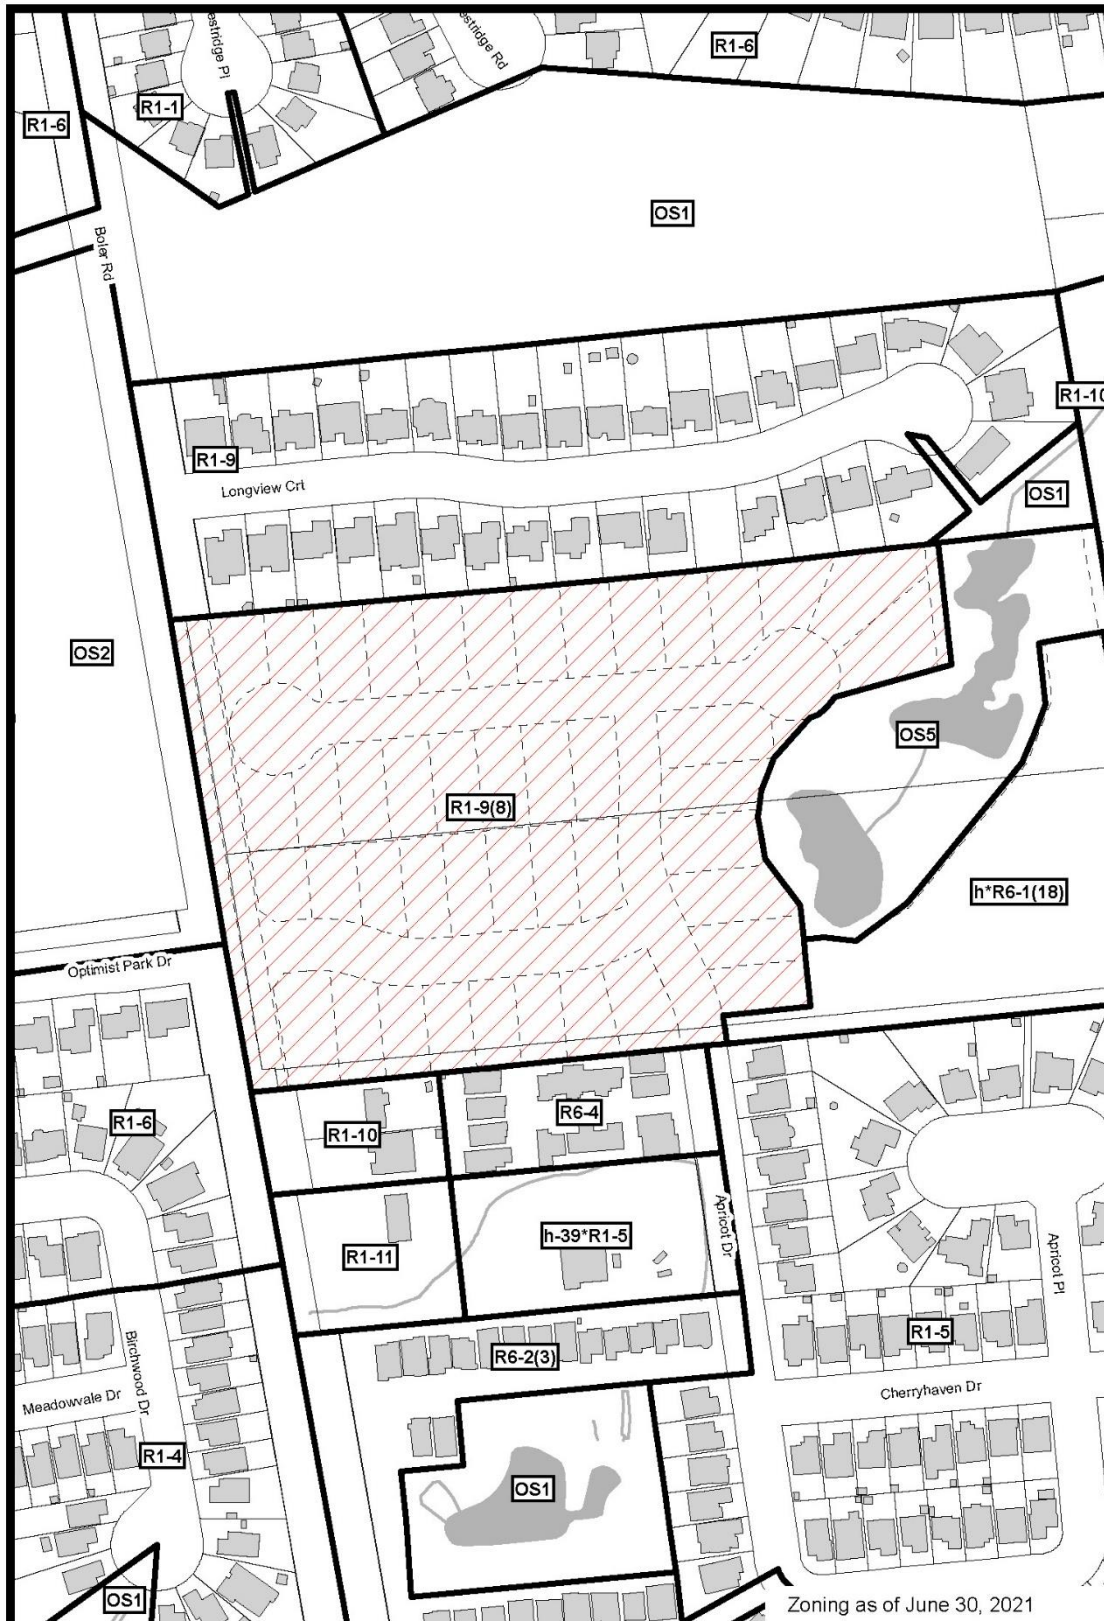 estridge Pl
estridge Rd
R1-6
R1-1
R1-6
OS1
Boler Rd
R1-10
R1-9
Longview Crt
OS1
OS2
OS5
R1-9(8)
h*R6-1(18)
Optimist Park Dr
R1-6
R1-10
R6-4
R1-11
h-39*R1-5
Apricot Dr
Apricot Pl
R1-5
R6-2(3)
Birchwood Dr
Meadowvale Dr
Cherryhaven Dr
R1-4
OS1
OS1
Zoning as of June 30, 2021